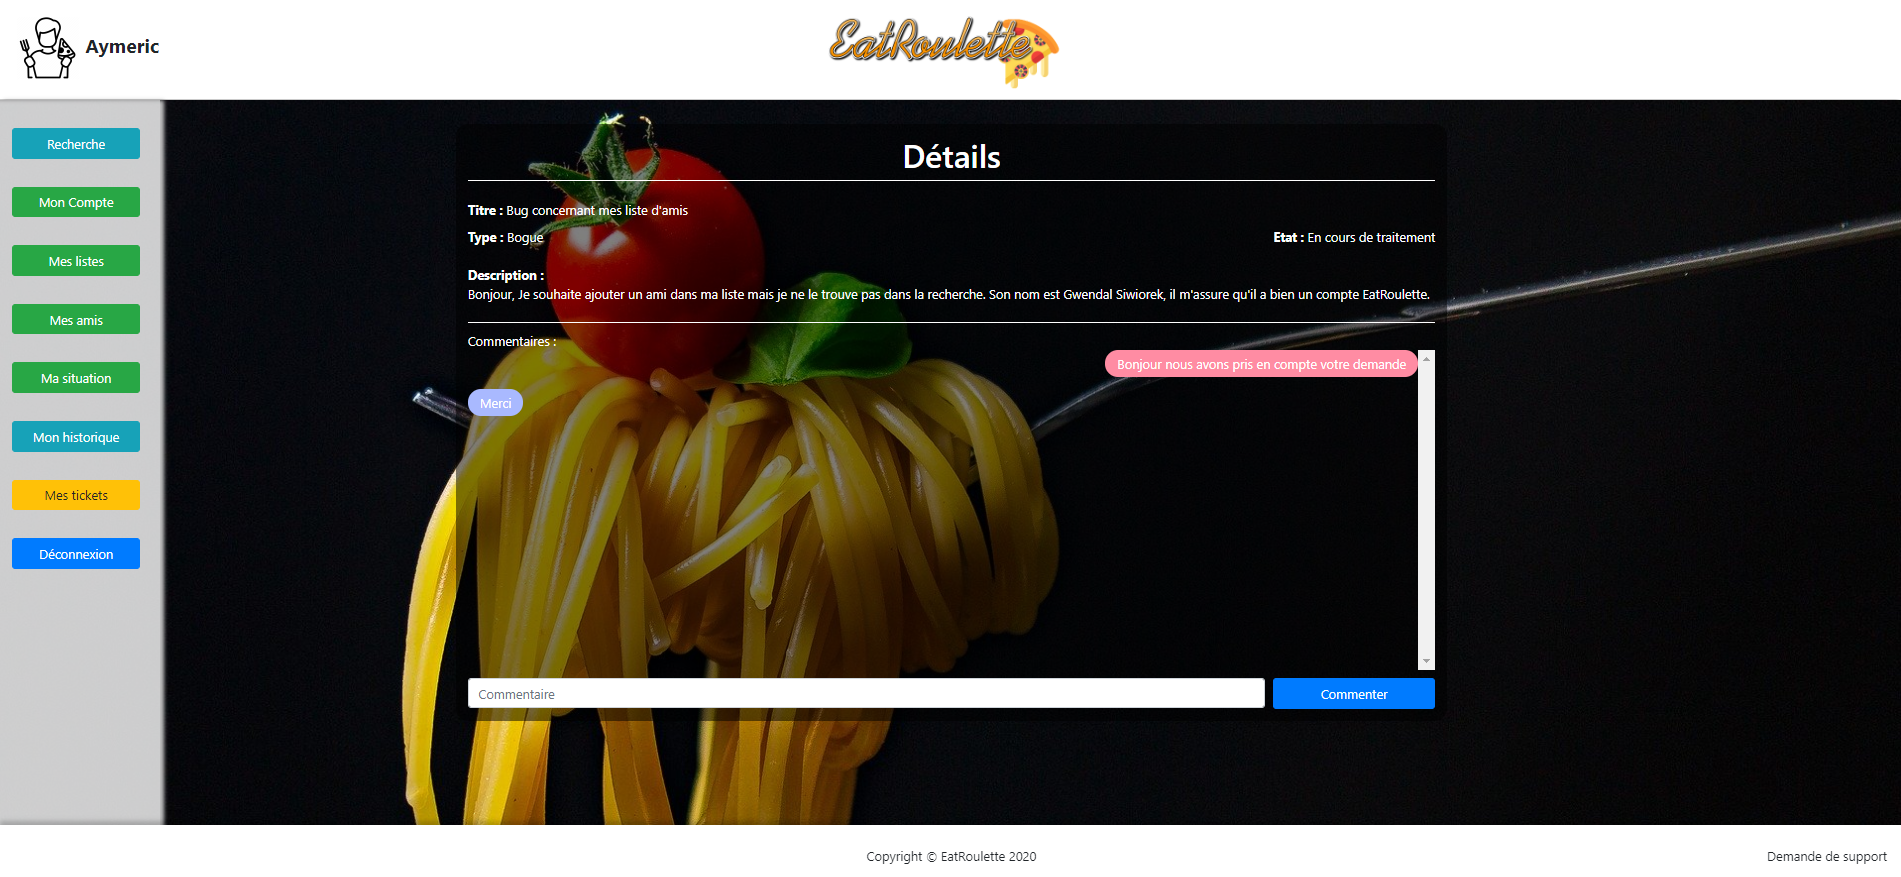 Aymeric
EatRoulette
Recherche
Mon Compte
Mes listes
Mes amis
Ma situation
Mon historique
Mes tickets
Déconnexion
Détails
Titre : Bug concernant mes liste d'amis
Type : Bogue
Etat : En cours de traitement
Description :
Bonjour, Je souhaite ajouter un ami dans ma liste mais je ne le trouve pas dans la recherche. Son nom est Gwendal Siwiorek, il m'assure qu'il a bien un compte EatRoulette.
Commentaires :
Bonjour nous avons pris en compte votre demande
Merci
Commentaire
Commenter
Copyright © EatRoulette 2020
Demande de support